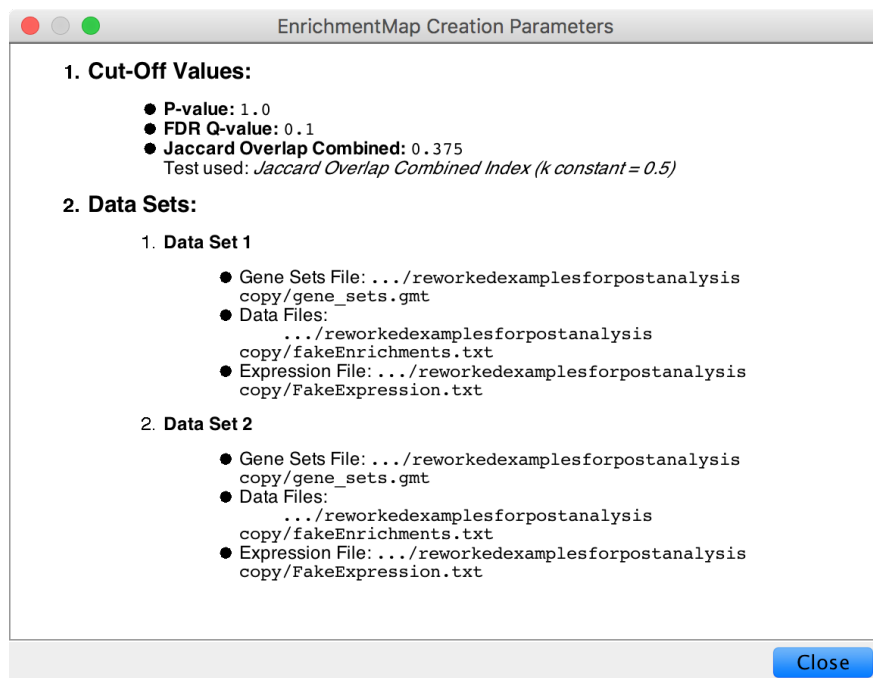 EnrichmentMap Creation Parameters
1. Cut-Off Values:
● P-value: 1.0
● FDR Q-value: 0.1
● Jaccard Overlap Combined: 0.375
Test used: Jaccard Overlap Combined Index (k constant = 0.5)
2. Data Sets:
1. Data Set 1
● Gene Sets File: .../reworkedexamplesforpostanalysis
copy/gene_sets.gmt
● Data Files:
.../reworkedexamplesforpostanalysis
copy/fakeEnrichments.txt
● Expression File: .../reworkedexamplesforpostanalysis
copy/FakeExpression.txt
2. Data Set 2
● Gene Sets File: .../reworkedexamplesforpostanalysis
copy/gene_sets.gmt
● Data Files:
.../reworkedexamplesforpostanalysis
copy/fakeEnrichments.txt
● Expression File: .../reworkedexamplesforpostanalysis
copy/FakeExpression.txt
Close